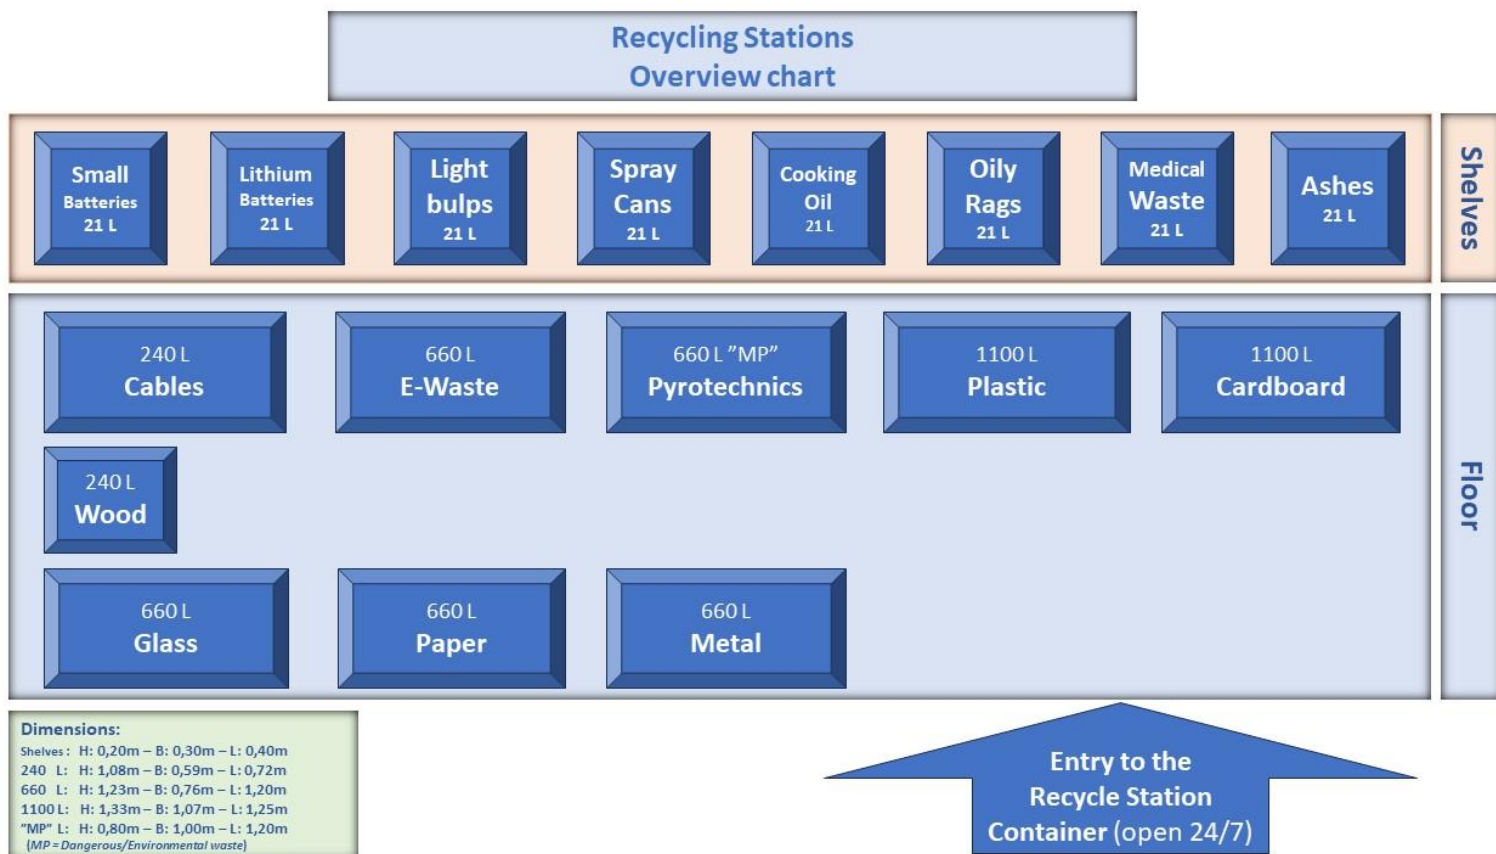 Recycling Stations
Overview chart
Small
Batteries
21 L
Lithium
Batteries
21 L
Light
bulps
21 L
Spray
Cans
21 L
Cooking
Oil
21 L
Oily
Rags
21 L
Medical
Waste
21 L
Ashes
21 L
Shelves
240 L
Cables
660 L
E-Waste
660 L ”MP”
Pyrotechnics
1100 L
Plastic
1100 L
Cardboard
240 L
Wood
Floor
660 L
Glass
660 L
Paper
660 L
Metal
Dimensions:
Shelves : H: 0,20m – B: 0,30m – L: 0,40m
240 L: H: 1,08m – B: 0,59m – L: 0,72m
660 L: H: 1,23m – B: 0,76m – L: 1,20m
1100 L: H: 1,33m – B: 1,07m – L: 1,25m
”MP” L: H: 0,80m – B: 1,00m – L: 1,20m
(MP = Dangerous/Environmental waste)
Entry to the
Recycle Station
Container (open 24/7)